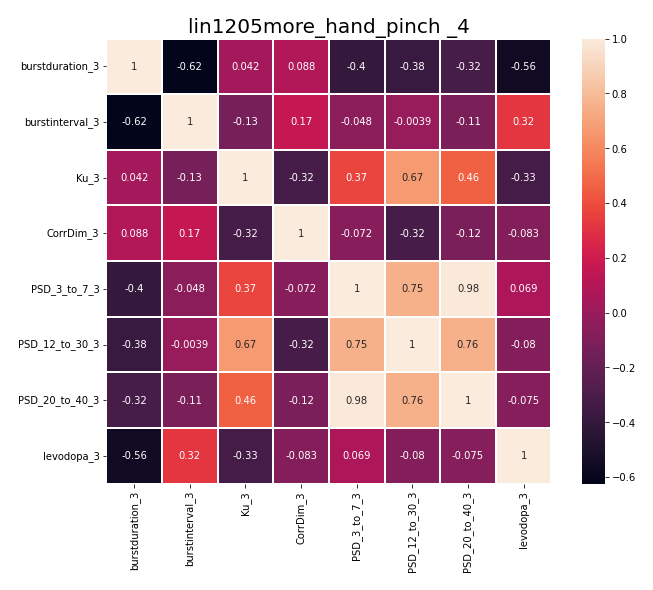 lin1205more_hand_pinch _4
burstduration_3 1 -0.62 0.042 0.088 -0.4 -0.38 -0.32 -0.56
burstinterval_3 -0.62 1 -0.13 0.17 -0.048 -0.0039 -0.11 0.32
Ku_3 0.042 -0.13 1 -0.32 0.37 0.67 0.46 -0.33
CorrDim_3 0.088 0.17 -0.32 1 -0.072 -0.32 -0.12 -0.083
PSD_3_to_7_3 -0.4 -0.048 0.37 -0.072 1 0.75 0.98 0.069
PSD_12_to_30_3 -0.38 -0.0039 0.67 -0.32 0.75 1 0.76 -0.08
PSD_20_to_40_3 -0.32 -0.11 0.46 -0.12 0.98 0.76 1 -0.075
levodopa_3 -0.56 0.32 -0.33 -0.083 0.069 -0.08 -0.075 1
burstduration_3
burstinterval_3
Ku_3
CorrDim_3
PSD_3_to_7_3
PSD_12_to_30_3
PSD_20_to_40_3
levodopa_3
1.0
0.8
0.6
0.4
0.2
0.0
−0.2
−0.4
−0.6